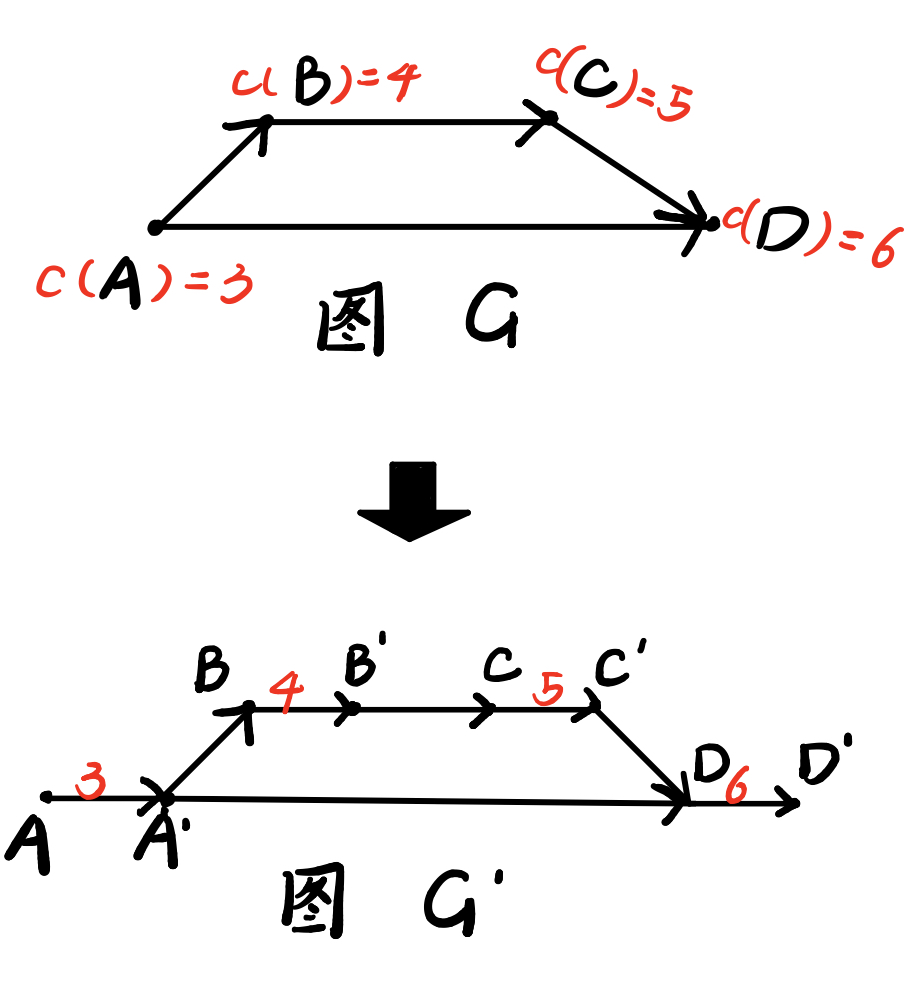 c(B)=4
c(C)=5
c(A)=3
c(D)=6
图 G
B 4 B' C 5 C'
3 D 6 D'
A A'
图 G'